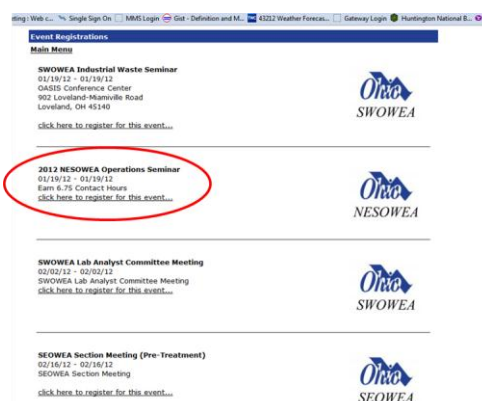 ting : Web c... Single Sign On MMS Login Gist - Definition and M... 43212 Weather Forecas... Gateway Login Huntington National B...
Event Registrations
Main Menu
SWOWEA Industrial Waste Seminar
01/19/12 - 01/19/12
OASIS Conference Center
902 Loveland-Miamiville Road
Loveland, OH 45140
click here to register for this event...
Ohio
SWOWEA
2012 NESOWEA Operations Seminar
01/19/12 - 01/19/12
Earn 6.75 Contact Hours
click here to register for this event...
Ohio
NESOWEA
SWOWEA Lab Analyst Committee Meeting
02/02/12 - 02/02/12
SWOWEA Lab Analyst Committee Meeting
click here to register for this event...
Ohio
SWOWEA
SEOWEA Section Meeting (Pre-Treatment)
02/16/12 - 02/16/12
SEOWEA Section Meeting
click here to register for this event...
Ohio
SEOWEA